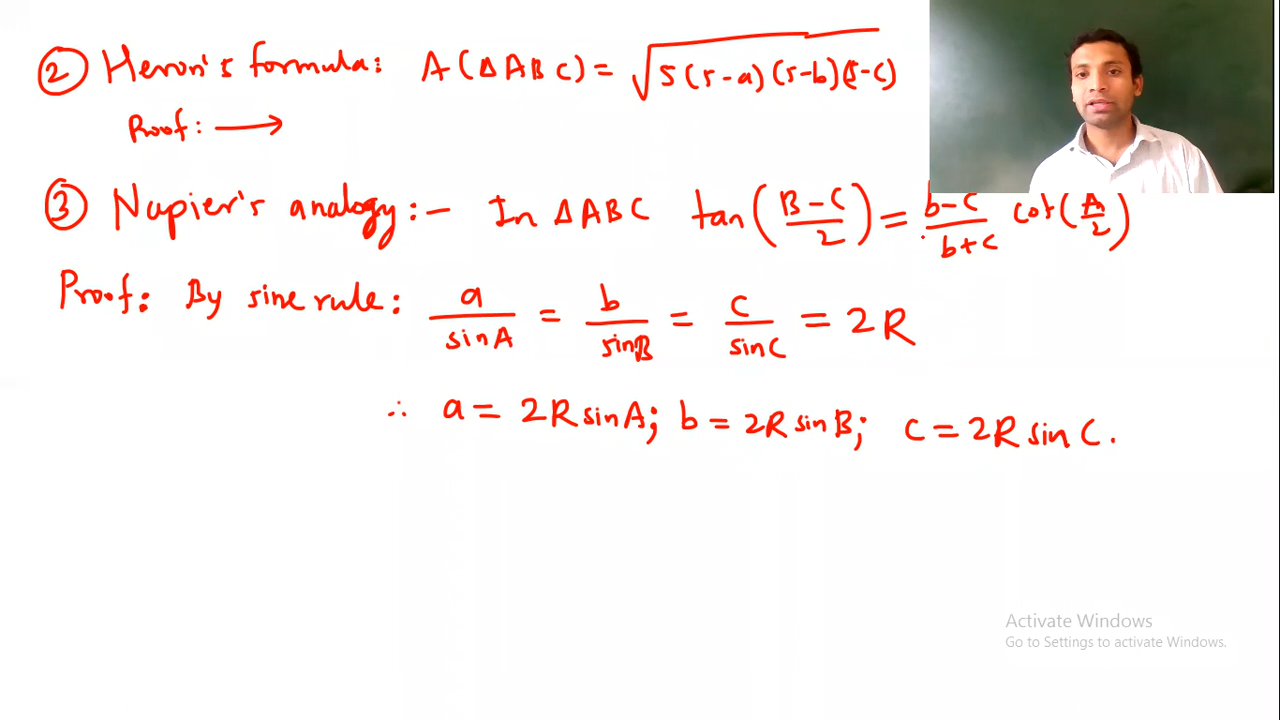 ② Heron's formula: A(ΔABC) = √s(s-a)(s-b)(s-c)
Proof: ⟶
③ Napier's analogy:- In ΔABC tan(B-C/2) = b-c/b+c cot(A/2)
Proof: By sine rule: a/sinA = b/sinB = c/sinC = 2R
∴ a = 2R sinA; b = 2R sinB; c = 2R sin C.
Activate Windows
Go to Settings to activate Windows.